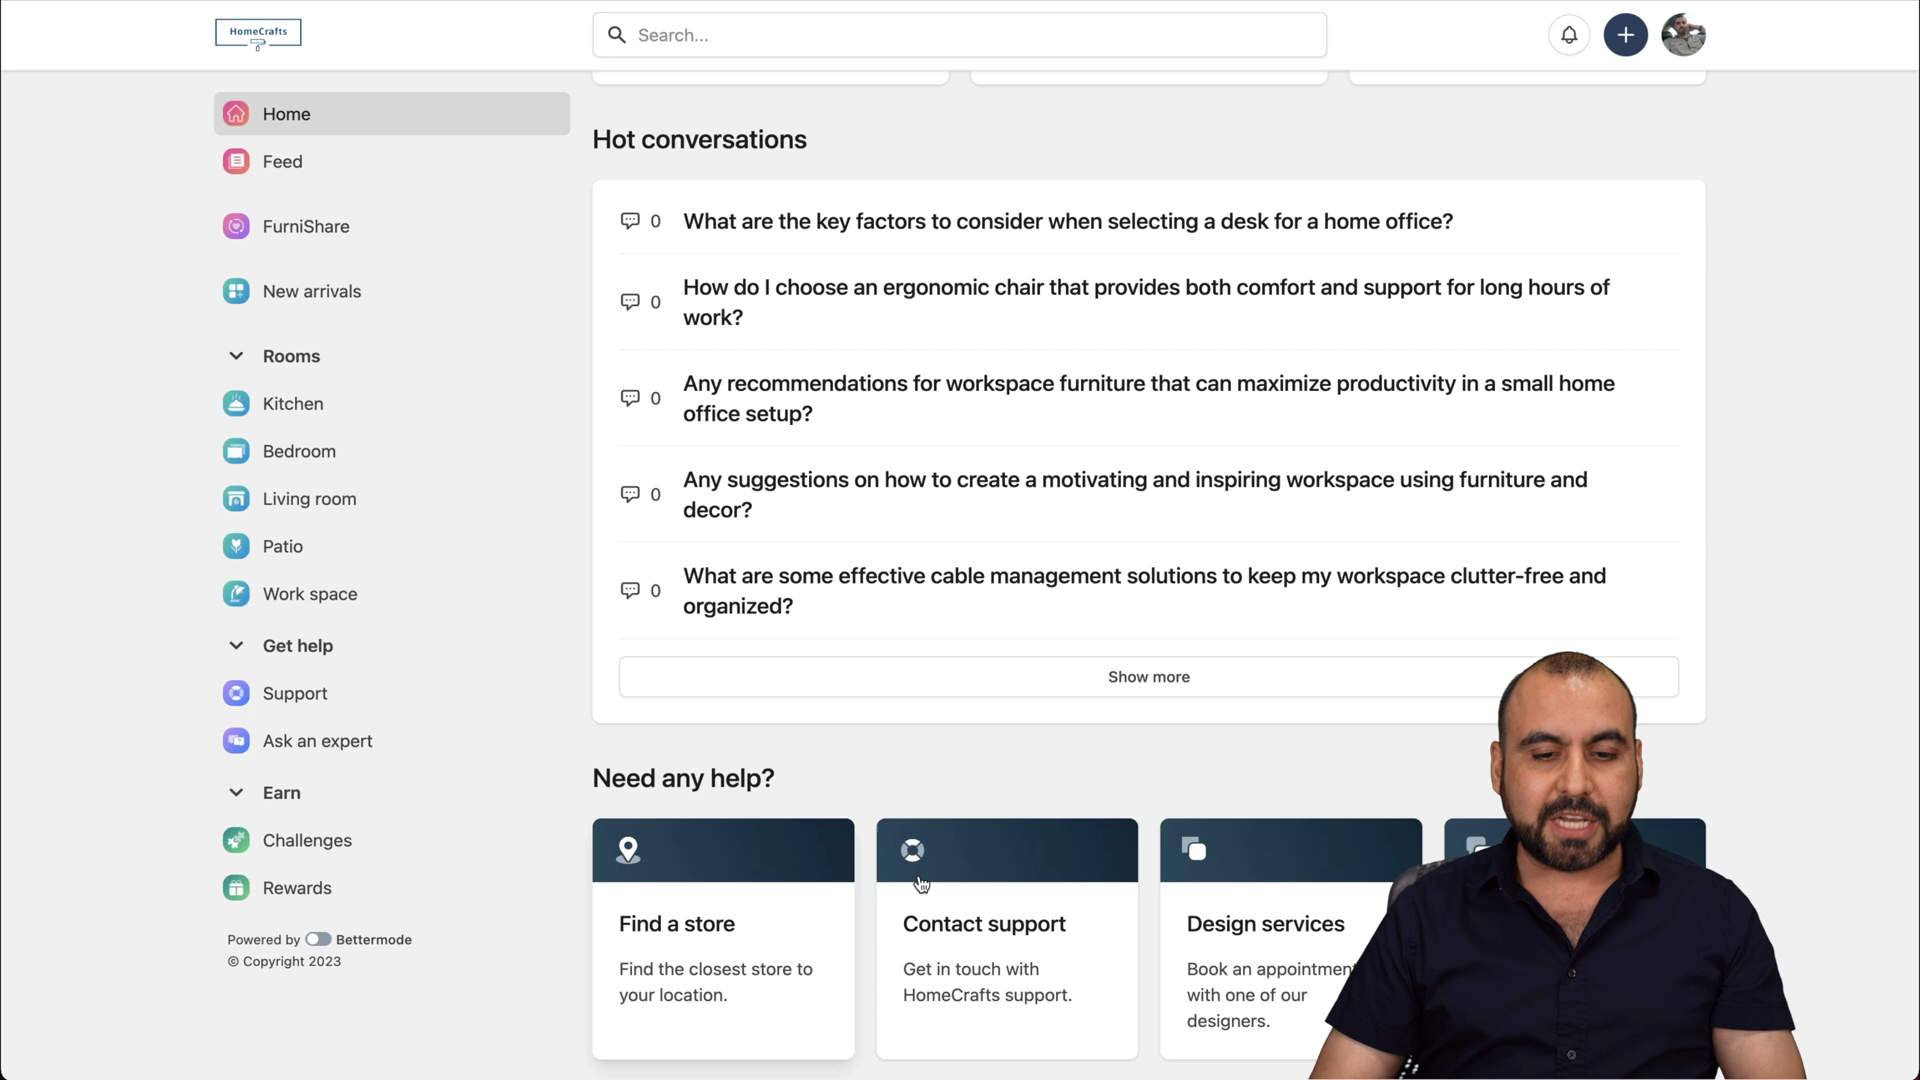 HomeCrafts
Search...
Home
Feed
FurniShare
New arrivals
Rooms
Kitchen
Bedroom
Living room
Patio
Work space
Get help
Support
Ask an expert
Earn
Challenges
Rewards
Powered by Bettermode
© Copyright 2023
Hot conversations
0 What are the key factors to consider when selecting a desk for a home office?
0 How do I choose an ergonomic chair that provides both comfort and support for long hours of
work?
0 Any recommendations for workspace furniture that can maximize productivity in a small home
office setup?
0 Any suggestions on how to create a motivating and inspiring workspace using furniture and
decor?
0 What are some effective cable management solutions to keep my workspace clutter-free and
organized?
Show more
Need any help?
Find a store
Find the closest store to
your location.
Contact support
Get in touch with
HomeCrafts support.
Design services
Book an appointment
with one of our
designers.